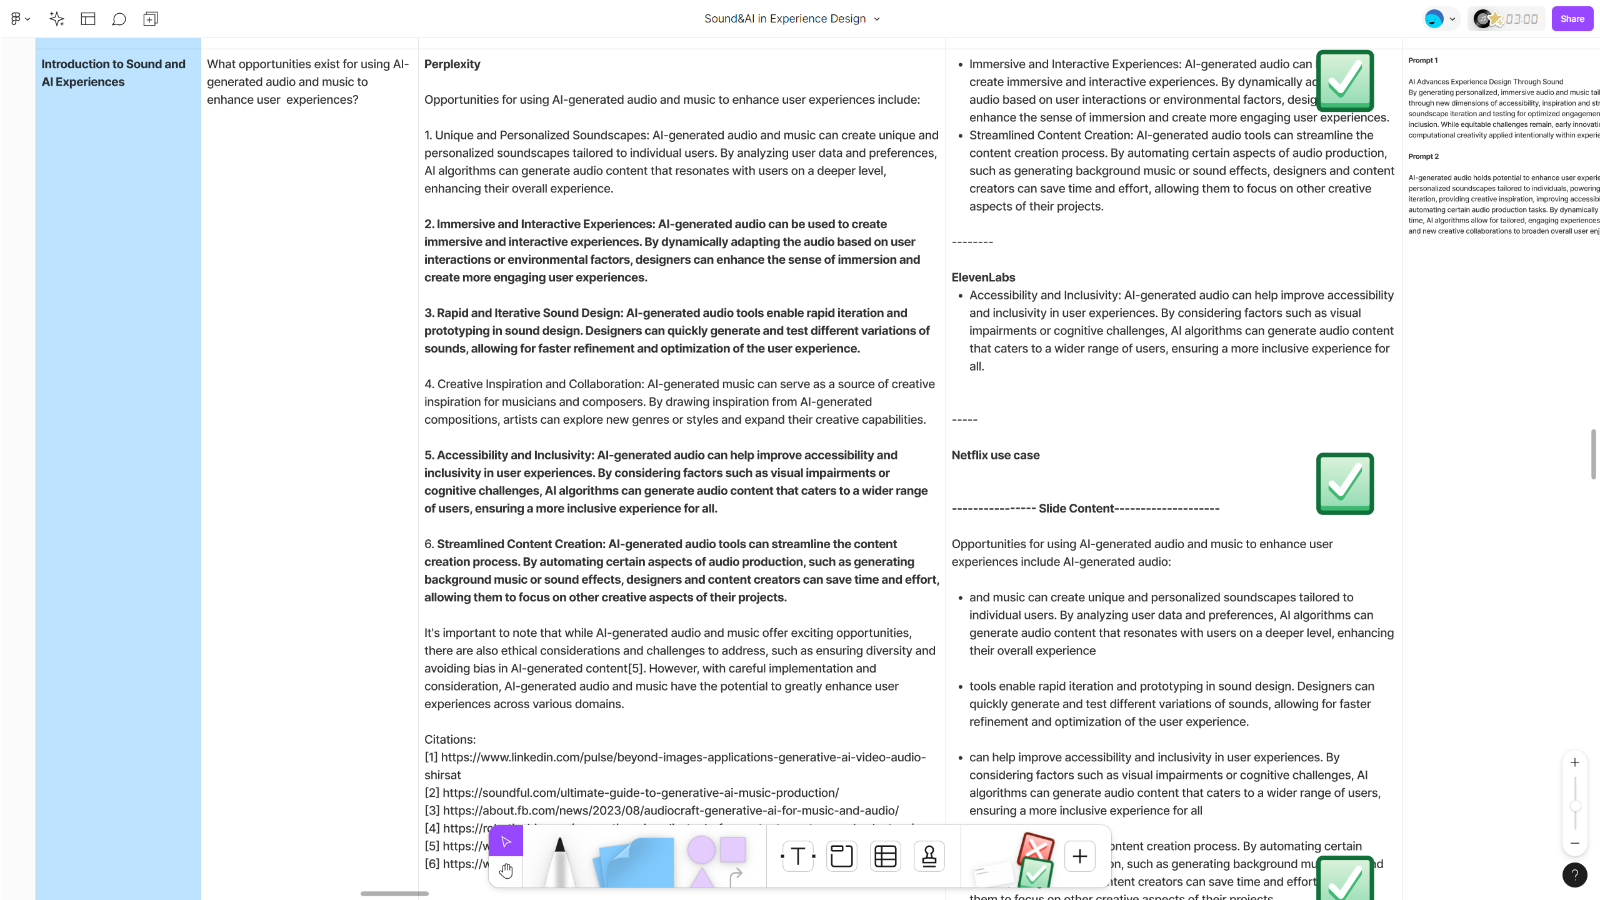 Sound&AI in Experience Design
03:00
Share
Introduction to Sound and
AI Experiences
What opportunities exist for using AI-
generated audio and music to
enhance user  experiences?
Perplexity
Opportunities for using AI-generated audio and music to enhance user experiences include:
1. Unique and Personalized Soundscapes: AI-generated audio and music can create unique and
personalized soundscapes tailored to individual users. By analyzing user data and preferences,
AI algorithms can generate audio content that resonates with users on a deeper level,
enhancing their overall experience.
2. Immersive and Interactive Experiences: AI-generated audio can be used to create
immersive and interactive experiences. By dynamically adapting the audio based on user
interactions or environmental factors, designers can enhance the sense of immersion and
create more engaging user experiences.
3. Rapid and Iterative Sound Design: AI-generated audio tools enable rapid iteration and
prototyping in sound design. Designers can quickly generate and test different variations of
sounds, allowing for faster refinement and optimization of the user experience.
4. Creative Inspiration and Collaboration: AI-generated music can serve as a source of creative
inspiration for musicians and composers. By drawing inspiration from AI-generated
compositions, artists can explore new genres or styles and expand their creative capabilities.
5. Accessibility and Inclusivity: AI-generated audio can help improve accessibility and
inclusivity in user experiences. By considering factors such as visual impairments or
cognitive challenges, AI algorithms can generate audio content that caters to a wider range
of users, ensuring a more inclusive experience for all.
6. Streamlined Content Creation: AI-generated audio tools can streamline the content
creation process. By automating certain aspects of audio production, such as generating
background music or sound effects, designers and content creators can save time and effort,
allowing them to focus on other creative aspects of their projects.
It's important to note that while AI-generated audio and music offer exciting opportunities,
there are also ethical considerations and challenges to address, such as ensuring diversity and
avoiding bias in AI-generated content[5]. However, with careful implementation and
consideration, AI-generated audio and music have the potential to greatly enhance user
experiences across various domains.
Citations:
[1] https://www.linkedin.com/pulse/beyond-images-applications-generative-ai-video-audio-
shirsat
[2] https://soundful.com/ultimate-guide-to-generative-ai-music-production/
[3] https://about.fb.com/news/2023/08/audiocraft-generative-ai-for-music-and-audio/
[4] https://
[5] https://
[6] https://
• Immersive and Interactive Experiences: AI-generated audio can
create immersive and interactive experiences. By dynamically
audio based on user interactions or environmental factors,
enhance the sense of immersion and create more engaging user experiences.
• Streamlined Content Creation: AI-generated audio tools can streamline the
content creation process. By automating certain aspects of audio production,
such as generating background music or sound effects, designers and content
creators can save time and effort, allowing them to focus on other creative
aspects of their projects.
--------
ElevenLabs
• Accessibility and Inclusivity: AI-generated audio can help improve accessibility
and inclusivity in user experiences. By considering factors such as visual
impairments or cognitive challenges, AI algorithms can generate audio content
that caters to a wider range of users, ensuring a more inclusive experience for
all.
-----
Netflix use case
---------------- Slide Content--------------------
Opportunities for using AI-generated audio and music to enhance user
experiences include AI-generated audio:
• and music can create unique and personalized soundscapes tailored to
individual users. By analyzing user data and preferences, AI algorithms can
generate audio content that resonates with users on a deeper level, enhancing
their overall experience
• tools enable rapid iteration and prototyping in sound design. Designers can
quickly generate and test different variations of sounds, allowing for faster
refinement and optimization of the user experience.
• can help improve accessibility and inclusivity in user experiences. By
considering factors such as visual impairments or cognitive challenges, AI
algorithms can generate audio content that caters to a wider range of users,
ensuring a more inclusive experience for all
creation process. By automating certain
such as generating background
content creators can save time and effort
them to focus on other creative aspects of their projects
Prompt 1
AI Advances Experience Design Through Sound
By generating personalized, immersive audio and music
through new dimensions of accessibility, inspiration and
soundscape iteration and testing for optimized
inclusion. While equitable challenges remain, early
computational creativity applied intentionally within
Prompt 2
AI-generated audio holds potential to enhance user
personalized soundscapes tailored to individuals, powering
iteration, providing creative inspiration, improving
automating certain audio production tasks. By dynamically
time, AI algorithms allow for tailored, engaging experiences
and new creative collaborations to broaden overall user
T